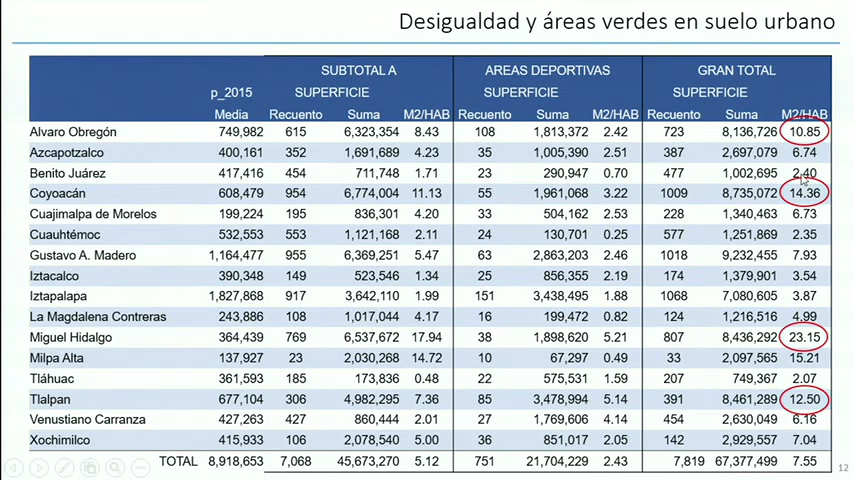 Desigualdad y áreas verdes en suelo urbano
SUBTOTAL A AREAS DEPORTIVAS GRAN TOTAL
p_2015 SUPERFICIE SUPERFICIE SUPERFICIE
Media Recuento Suma M2/HAB Recuento Suma M2/HAB Recuento Suma M2/HAB
Alvaro Obregón 749,982 615 6,323,354 8.43 108 1,813,372 2.42 723 8,136,726 10.85
Azcapotzalco 400,161 352 1,691,689 4.23 35 1,005,390 2.51 387 2,697,079 6.74
Benito Juárez 417,416 454 711,748 1.71 23 290,947 0.70 477 1,002,695 2.40
Coyoacán 608,479 954 6,774,004 11.13 55 1,961,068 3.22 1009 8,735,072 14.36
Cuajimalpa de Morelos 199,224 195 836,301 4.20 33 504,162 2.53 228 1,340,463 6.73
Cuauhtémoc 532,553 553 1,121,168 2.11 24 130,701 0.25 577 1,251,869 2.35
Gustavo A. Madero 1,164,477 955 6,369,251 5.47 63 2,863,203 2.46 1018 9,232,455 7.93
Iztacalco 390,348 149 523,546 1.34 25 856,355 2.19 174 1,379,901 3.54
Iztapalapa 1,827,868 917 3,642,110 1.99 151 3,438,495 1.88 1068 7,080,605 3.87
La Magdalena Contreras 243,886 108 1,017,044 4.17 16 199,472 0.82 124 1,216,516 4.99
Miguel Hidalgo 364,439 769 6,537,672 17.94 38 1,898,620 5.21 807 8,436,292 23.15
Milpa Alta 137,927 23 2,030,268 14.72 10 67,297 0.49 33 2,097,565 15.21
Tláhuac 361,593 185 173,836 0.48 22 575,531 1.59 207 749,367 2.07
Tlalpan 677,104 306 4,982,295 7.36 85 3,478,994 5.14 391 8,461,289 12.50
Venustiano Carranza 427,263 427 860,444 2.01 27 1,769,606 4.14 454 2,630,049 6.16
Xochimilco 415,933 106 2,078,540 5.00 36 851,017 2.05 142 2,929,557 7.04
TOTAL 8,918,653 7,068 45,673,270 5.12 751 21,704,229 2.43 7,819 67,377,499 7.55
12